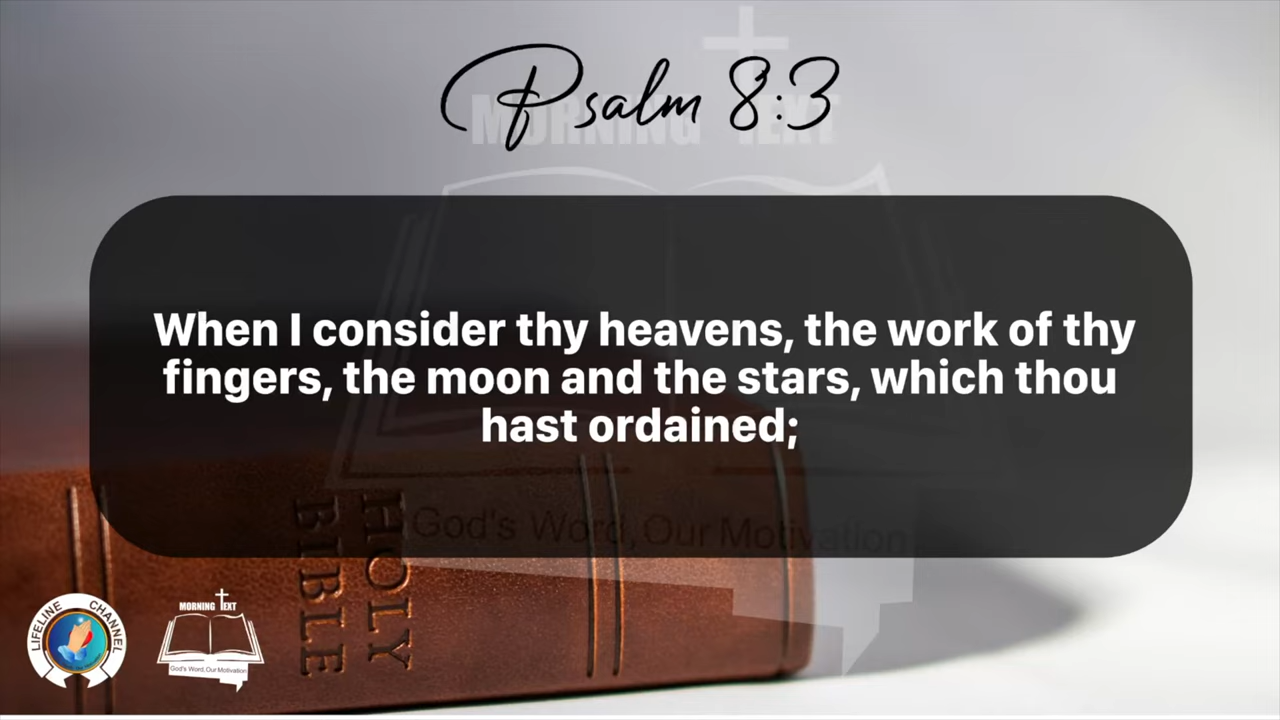 Psalm 8:3
MORNING TEXT
When I consider thy heavens, the work of thy
fingers, the moon and the stars, which thou
hast ordained;
God's Word, Our Motivation
HOLY
BIBLE
LIFELINE CHANNEL
MORNING TEXT
God's Word, Our Motivation